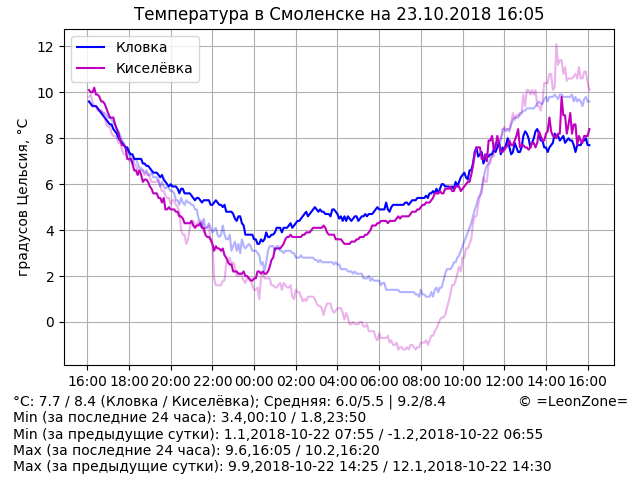 Температура в Смоленске на 23.10.2018 16:05
Кловка
Киселёвка
градусов Цельсия, °C
12
10
8
6
4
2
0
16:00 18:00 20:00 22:00 00:00 02:00 04:00 06:00 08:00 10:00 12:00 14:00 16:00
°C: 7.7 / 8.4 (Кловка / Киселёвка); Средняя: 6.0/5.5 | 9.2/8.4 © =LeonZone=
Min (за последние 24 часа): 3.4,00:10 / 1.8,23:50
Min (за предыдущие сутки): 1.1,2018-10-22 07:55 / -1.2,2018-10-22 06:55
Max (за последние 24 часа): 9.6,16:05 / 10.2,16:20
Max (за предыдущие сутки): 9.9,2018-10-22 14:25 / 12.1,2018-10-22 14:30